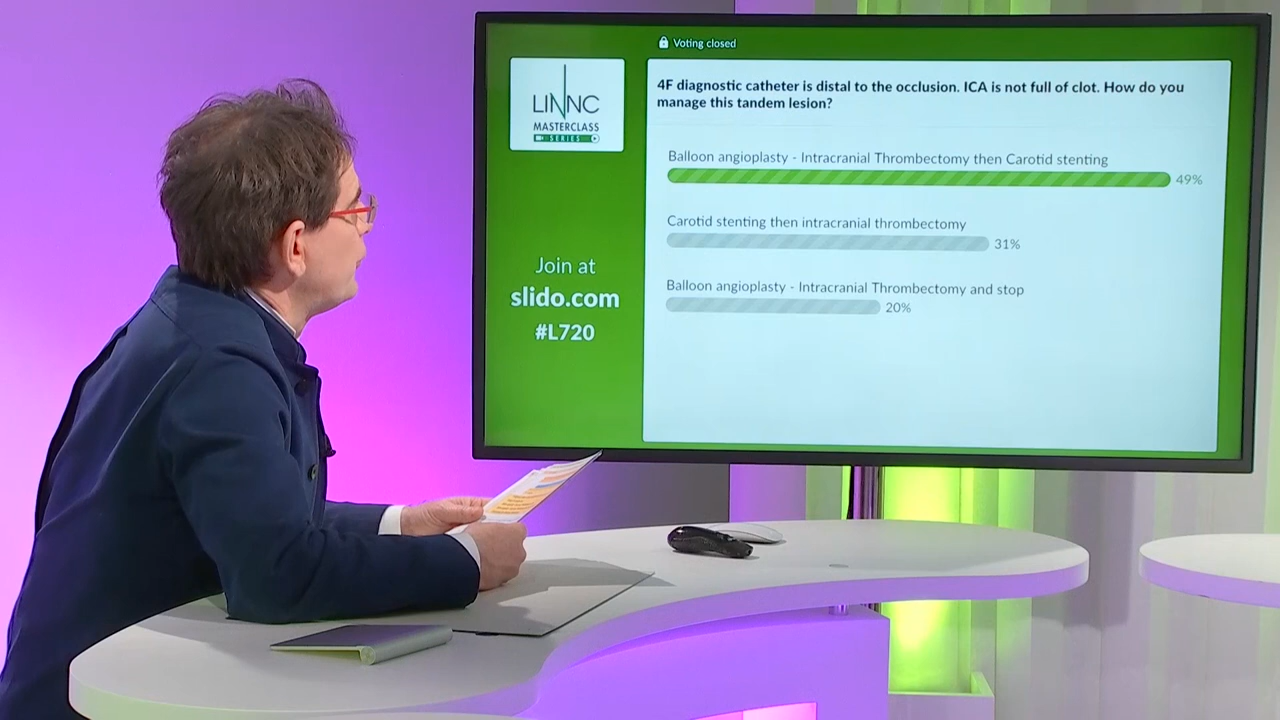 Voting closed
LINNC
MASTERCLASS
SERIES
4F diagnostic catheter is distal to the occlusion. ICA is not full of clot. How do you
manage this tandem lesion?
Balloon angioplasty - Intracranial Thrombectomy then Carotid stenting
49%
Carotid stenting then intracranial thrombectomy
31%
Balloon angioplasty - Intracranial Thrombectomy and stop
20%
Join at
slido.com
#L720